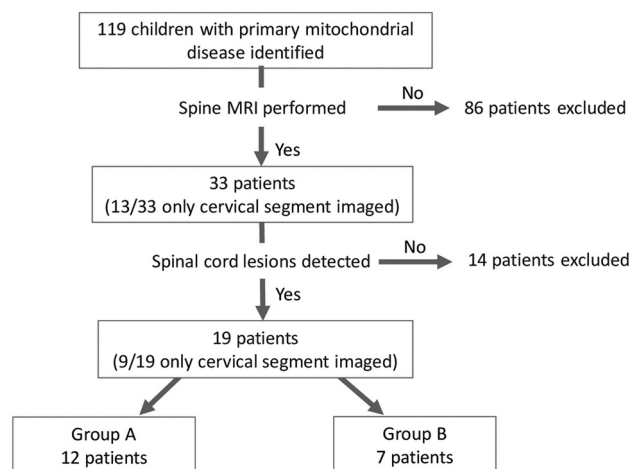 119 children with primary mitochondrial
disease identified
No
Spine MRI performed
86 patients excluded
Yes
33 patients
(13/33 only cervical segment imaged)
No
Spinal cord lesions detected
14 patients excluded
Yes
19 patients
(9/19 only cervical segment imaged)
Group A
12 patients
Group B
7 patients